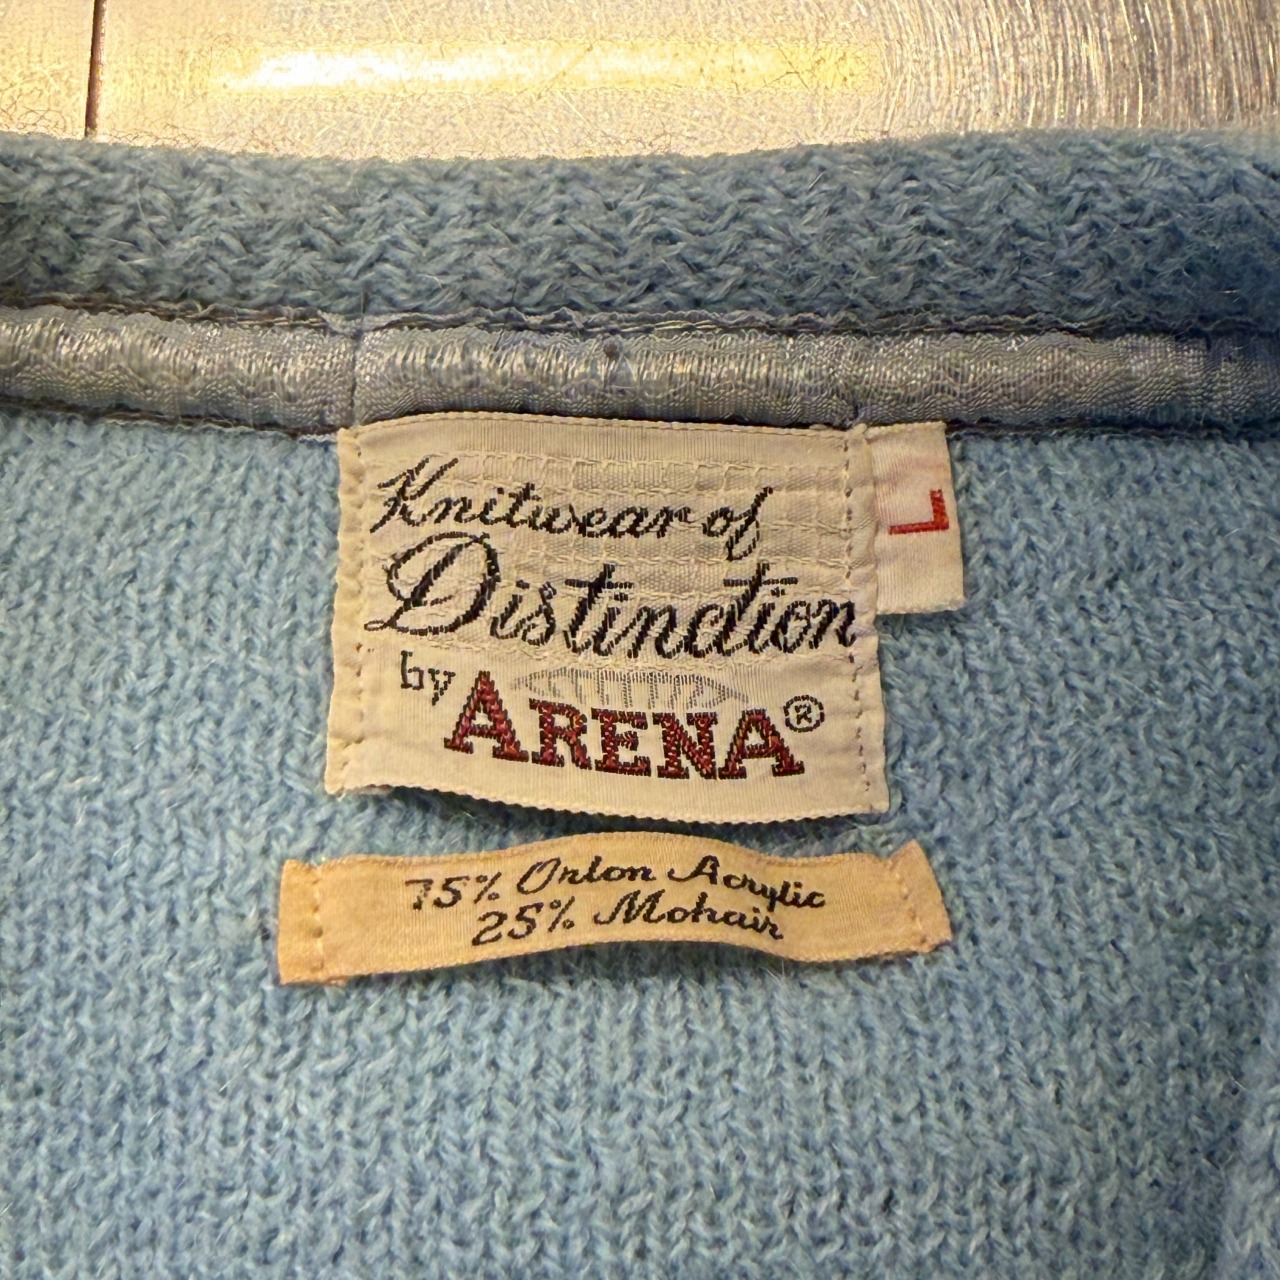 Knitwear of
Distinction
by ARENA®
L
75% Orlon Acrylic
25% Mohair